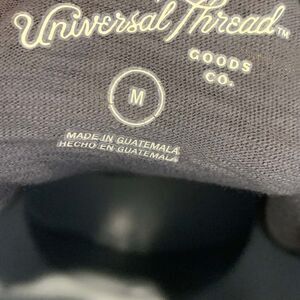 Universal Thread™
GOODS
CO.
M
MADE IN GUATEMALA
HECHO EN GUATEMALA